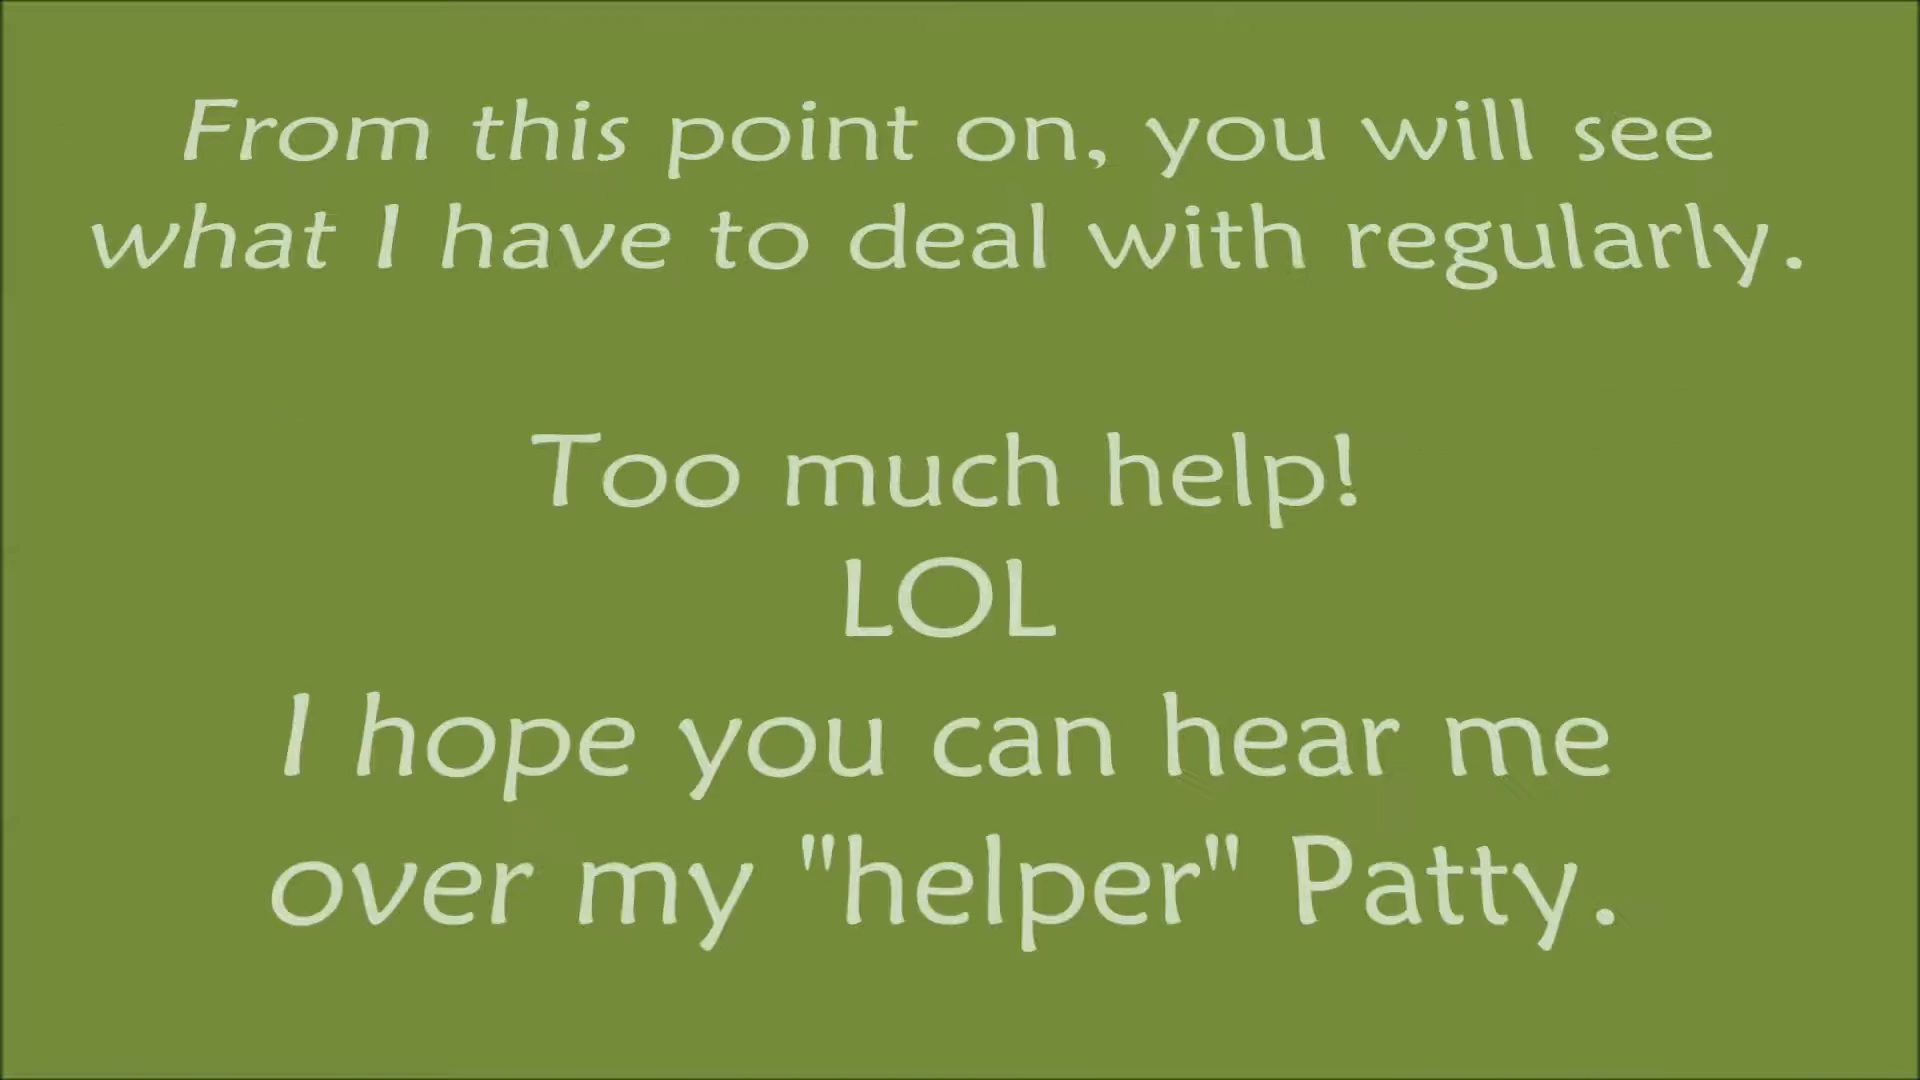 From this point on, you will see
what I have to deal with regularly.
Too much help!
LOL
I hope you can hear me
over my "helper" Patty.